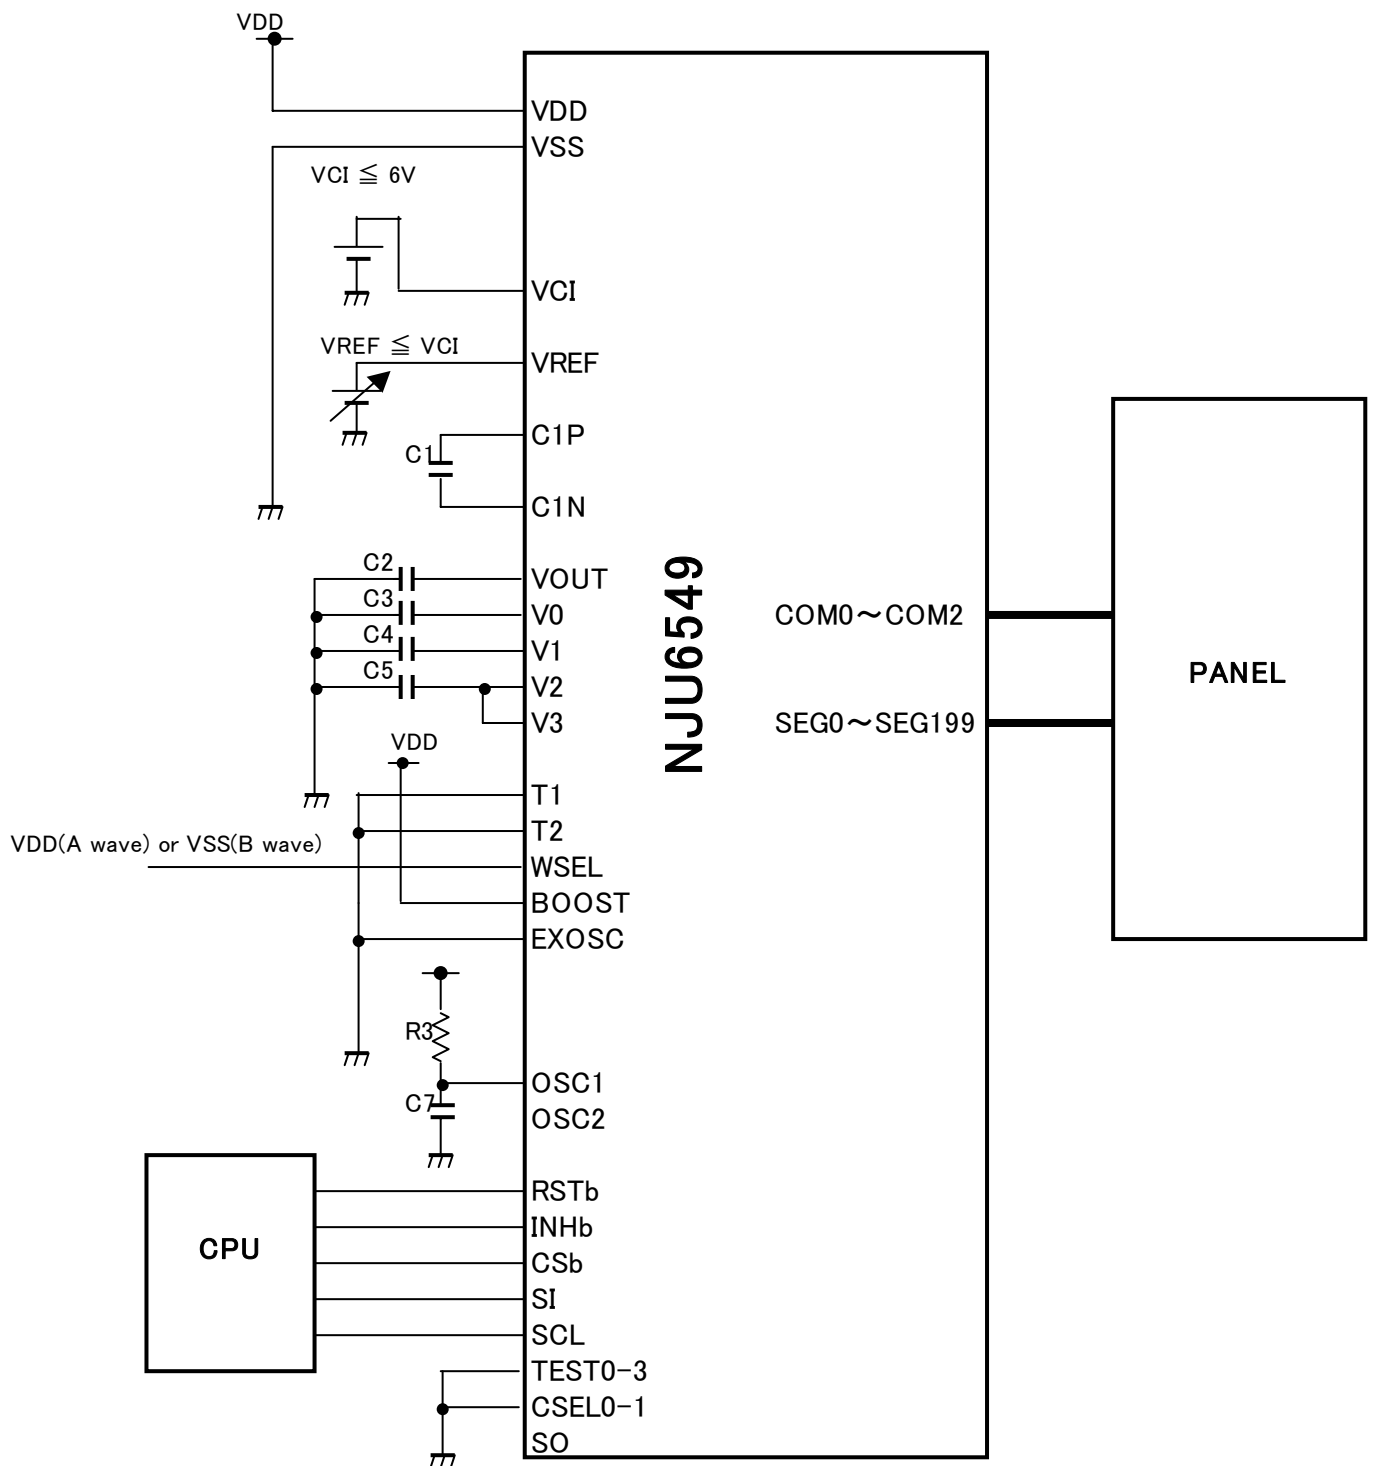 VDD
VDD
VSS
VCI ≦ 6V
VCI
VREF ≦ VCI
VREF
C1P
C1
C1N
C2
VOUT
C3
V0
C4
V1
C5
V2
V3
NJU6549
COM0～COM2
SEG0～SEG199
PANEL
VDD
T1
T2
VDD(A wave) or VSS(B wave)
WSEL
BOOST
EXOSC
R3
OSC1
C7
OSC2
CPU
RSTb
INHb
CSb
SI
SCL
TEST0-3
CSEL0-1
SO